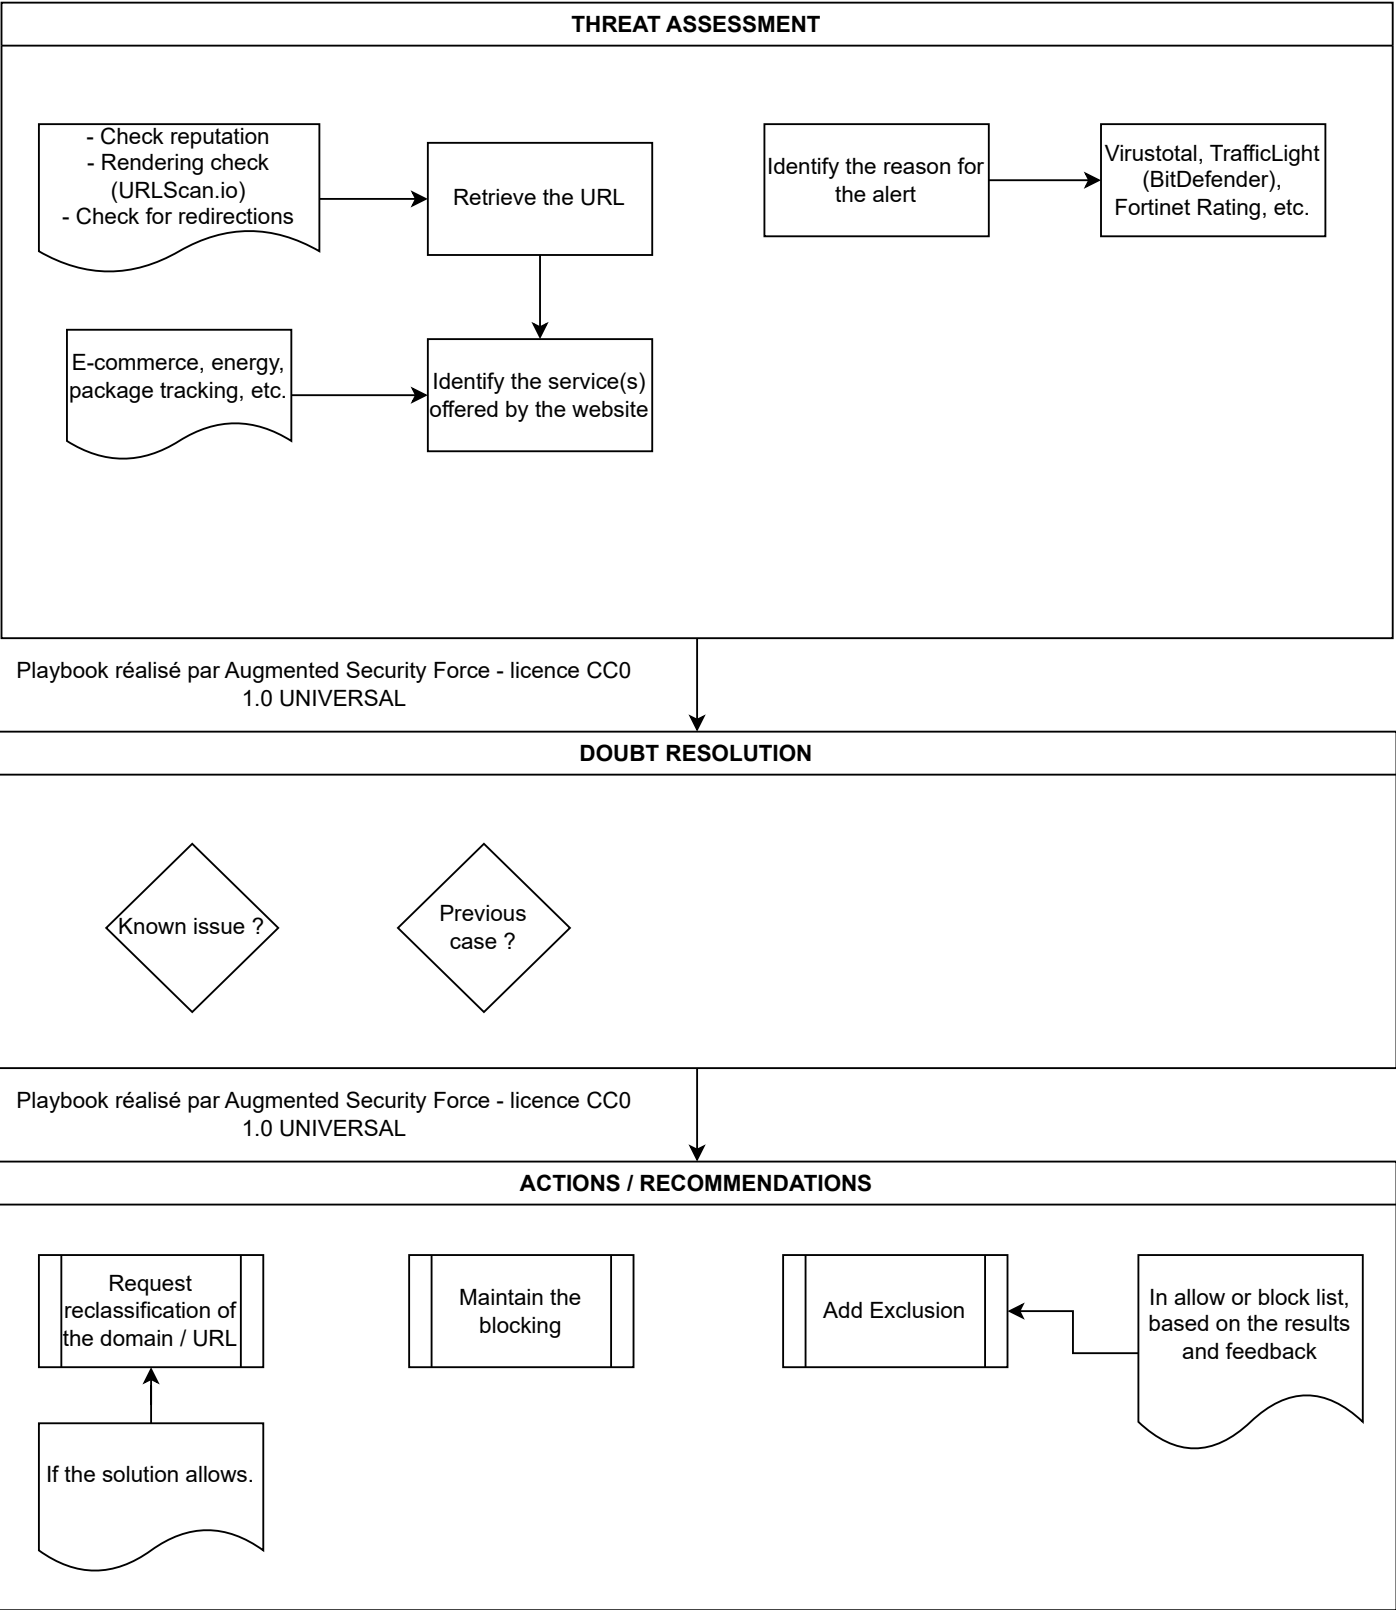 THREAT ASSESSMENT
- Check reputation
- Rendering check
(URLScan.io)
- Check for redirections
Retrieve the URL
Identify the reason for
the alert
Virustotal, TrafficLight
(BitDefender),
Fortinet Rating, etc.
E-commerce, energy,
package tracking, etc.
Identify the service(s)
offered by the website
Playbook réalisé par Augmented Security Force - licence CC0
1.0 UNIVERSAL
DOUBT RESOLUTION
Known issue ?
Previous
case ?
Playbook réalisé par Augmented Security Force - licence CC0
1.0 UNIVERSAL
ACTIONS / RECOMMENDATIONS
Request
reclassification of
the domain / URL
Maintain the
blocking
Add Exclusion
In allow or block list,
based on the results
and feedback
If the solution allows.